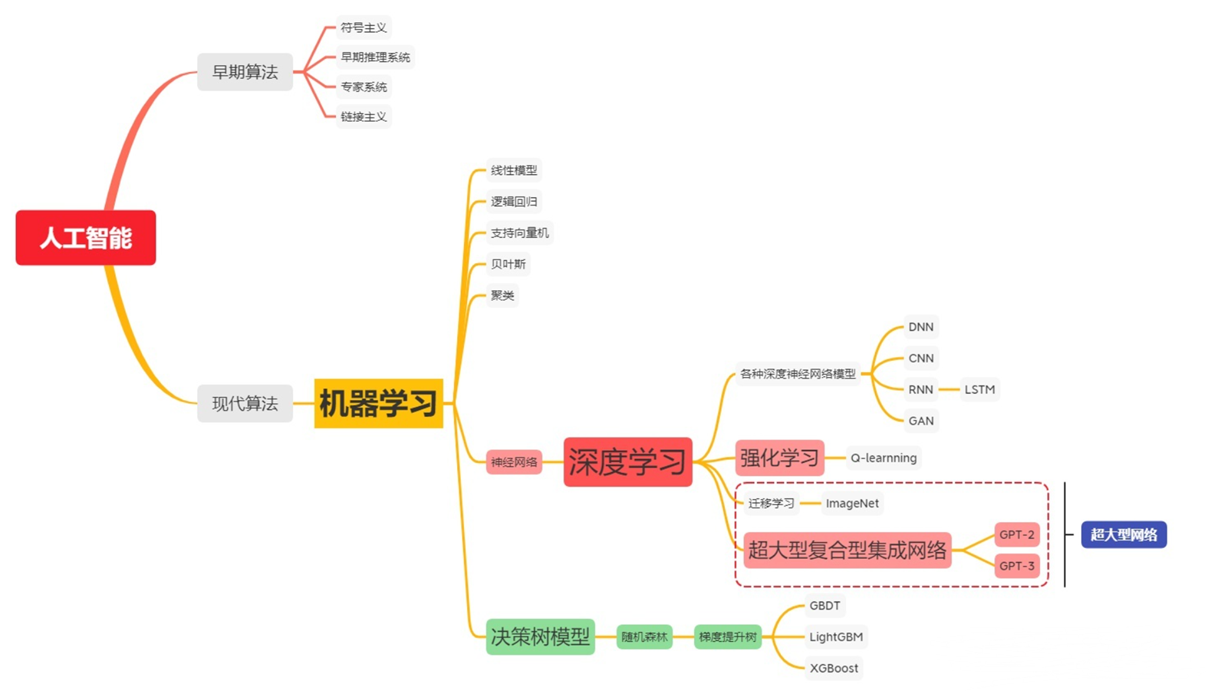 人工智能
早期算法
符号主义
早期推理系统
专家系统
链接主义
现代算法
机器学习
线性模型
逻辑回归
支持向量机
贝叶斯
聚类
神经网络
深度学习
各种深度神经网络模型
DNN
CNN
RNN
LSTM
GAN
强化学习
Q-learnning
迁移学习
ImageNet
超大型复合型集成网络
GPT-2
GPT-3
超大型网络
决策树模型
随机森林
梯度提升树
GBDT
LightGBM
XGBoost